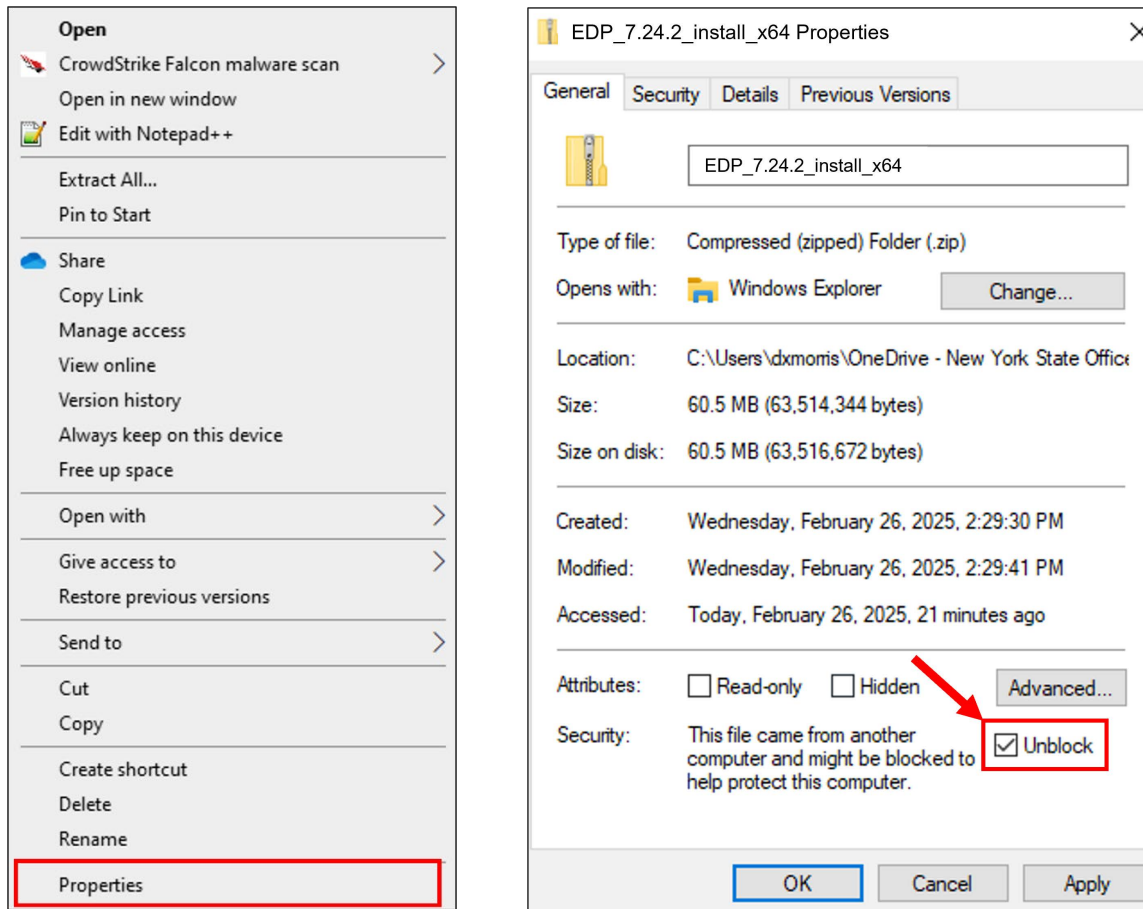 Open
CrowdStrike Falcon malware scan
Open in new window
Edit with Notepad++
Extract All...
Pin to Start
Share
Copy Link
Manage access
View online
Version history
Always keep on this device
Free up space
Open with
Give access to
Restore previous versions
Send to
Cut
Copy
Create shortcut
Delete
Rename
Properties
EDP_7.24.2_install_x64 Properties
General Security Details Previous Versions
EDP_7.24.2_install_x64
Type of file: Compressed (zipped) Folder (.zip)
Opens with: Windows Explorer Change...
Location: C:\Users\dxmorris\OneDrive - New York State Office
Size: 60.5 MB (63,514,344 bytes)
Size on disk: 60.5 MB (63,516,672 bytes)
Created: Wednesday, February 26, 2025, 2:29:30 PM
Modified: Wednesday, February 26, 2025, 2:29:41 PM
Accessed: Today, February 26, 2025, 21 minutes ago
Attributes: Read-only Hidden Advanced...
Security: This file came from another
computer and might be blocked to
help protect this computer.
Unblock
OK Cancel Apply